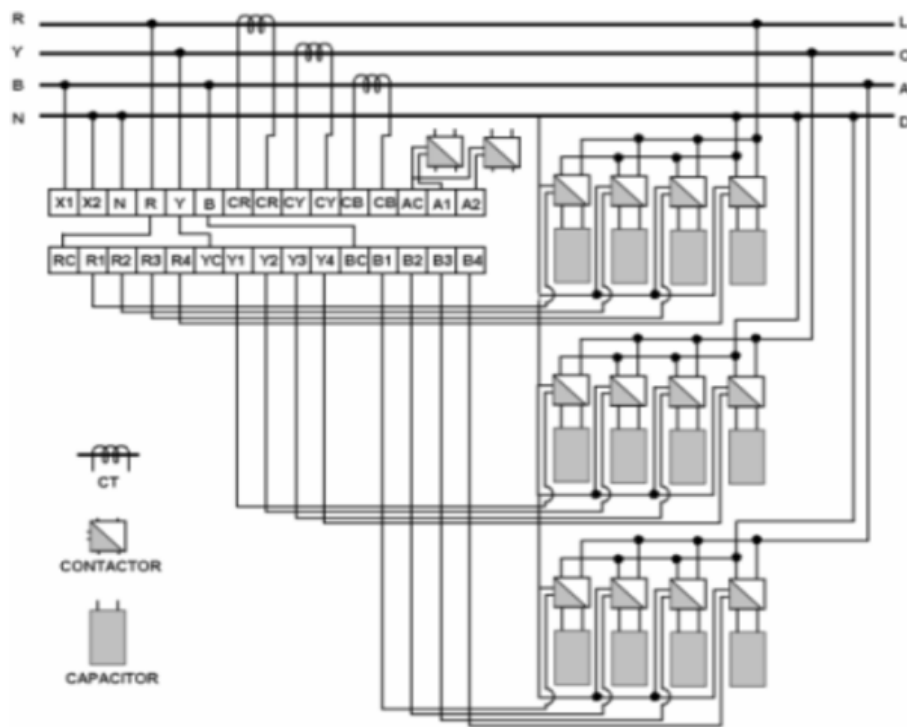 R
L
Y
O
B
A
N
D
X1 X2 N R Y B CR CR CY CY CB CB AC A1 A2
RC R1 R2 R3 R4 YC Y1 Y2 Y3 Y4 BC B1 B2 B3 B4
CT
CONTACTOR
CAPACITOR